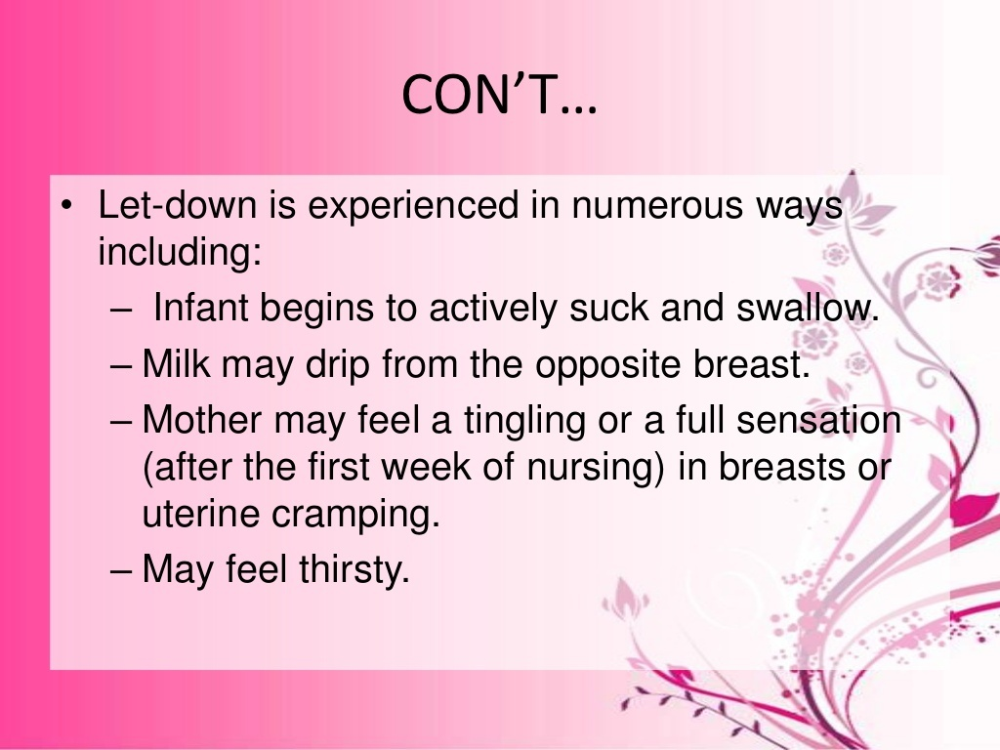 CON’T…
• Let-down is experienced in numerous ways
including:
– Infant begins to actively suck and swallow.
– Milk may drip from the opposite breast.
– Mother may feel a tingling or a full sensation
(after the first week of nursing) in breasts or
uterine cramping.
– May feel thirsty.